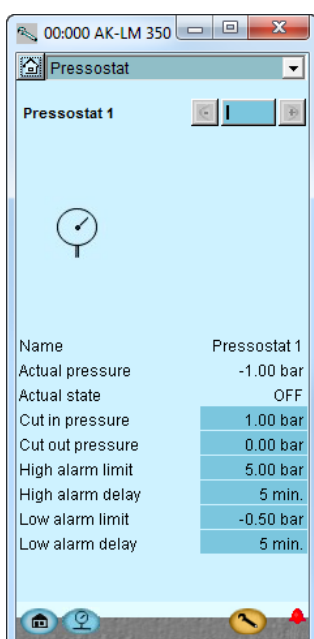 00:000 AK-LM 350
Pressostat
Pressostat 1
Name Pressostat 1
Actual pressure -1.00 bar
Actual state OFF
Cut in pressure 1.00 bar
Cut out pressure 0.00 bar
High alarm limit 5.00 bar
High alarm delay 5 min.
Low alarm limit -0.50 bar
Low alarm delay 5 min.